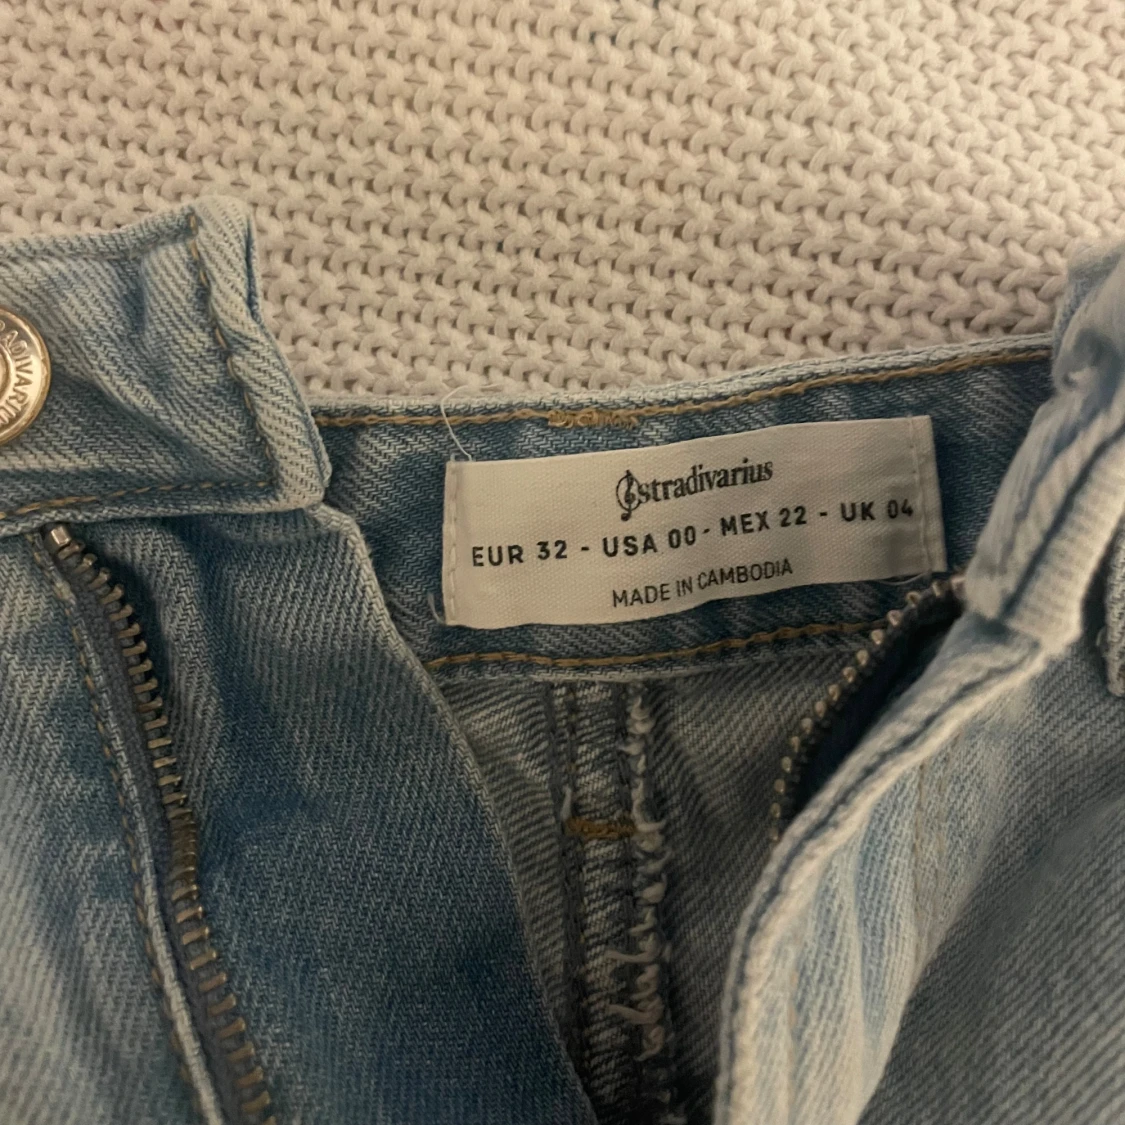 stradivarius
EUR 32 - USA 00 - MEX 22 - UK 04
MADE IN CAMBODIA